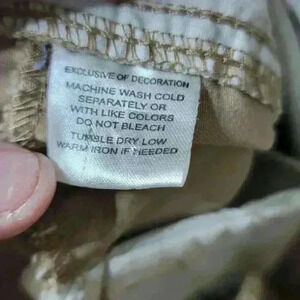 EXCLUSIVE OF DECORATION
MACHINE WASH COLD
SEPARATELY OR
WITH LIKE COLORS
DO NOT BLEACH
TUMBLE DRY LOW
WARM IRON IF NEEDED